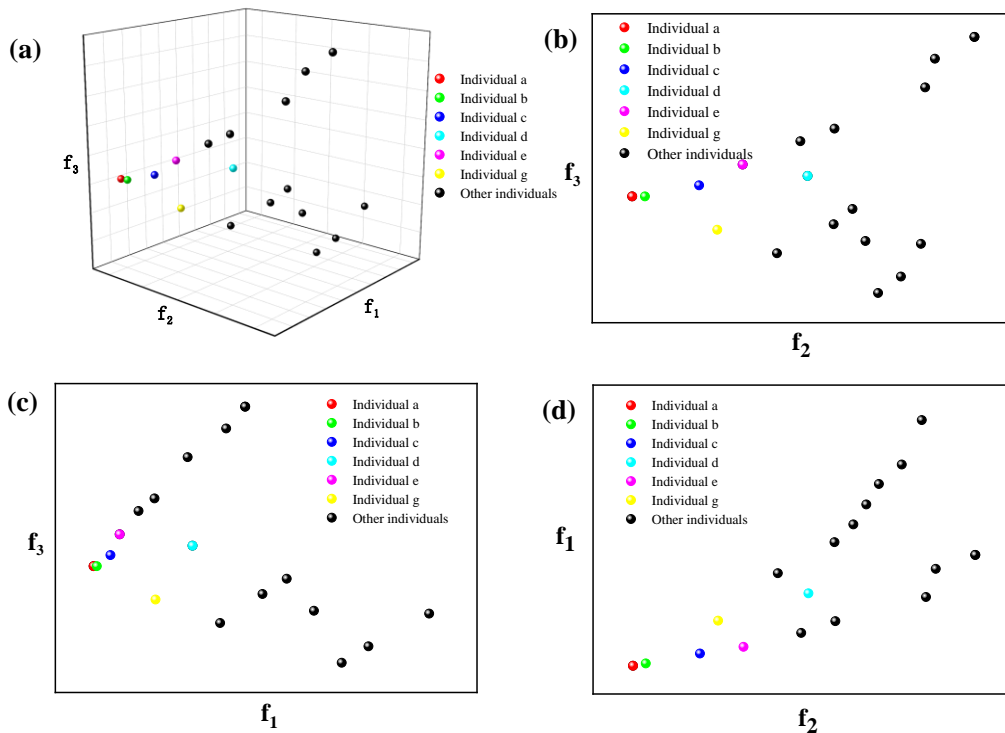 (a)
f3
f2
f1
Individual a
Individual b
Individual c
Individual d
Individual e
Individual g
Other individuals
(b)
Individual a
Individual b
Individual c
Individual d
Individual e
Individual g
Other individuals
f3
f2
(c)
Individual a
Individual b
Individual c
Individual d
Individual e
Individual g
Other individuals
f3
f1
(d)
Individual a
Individual b
Individual c
Individual d
Individual e
Individual g
Other individuals
f1
f2